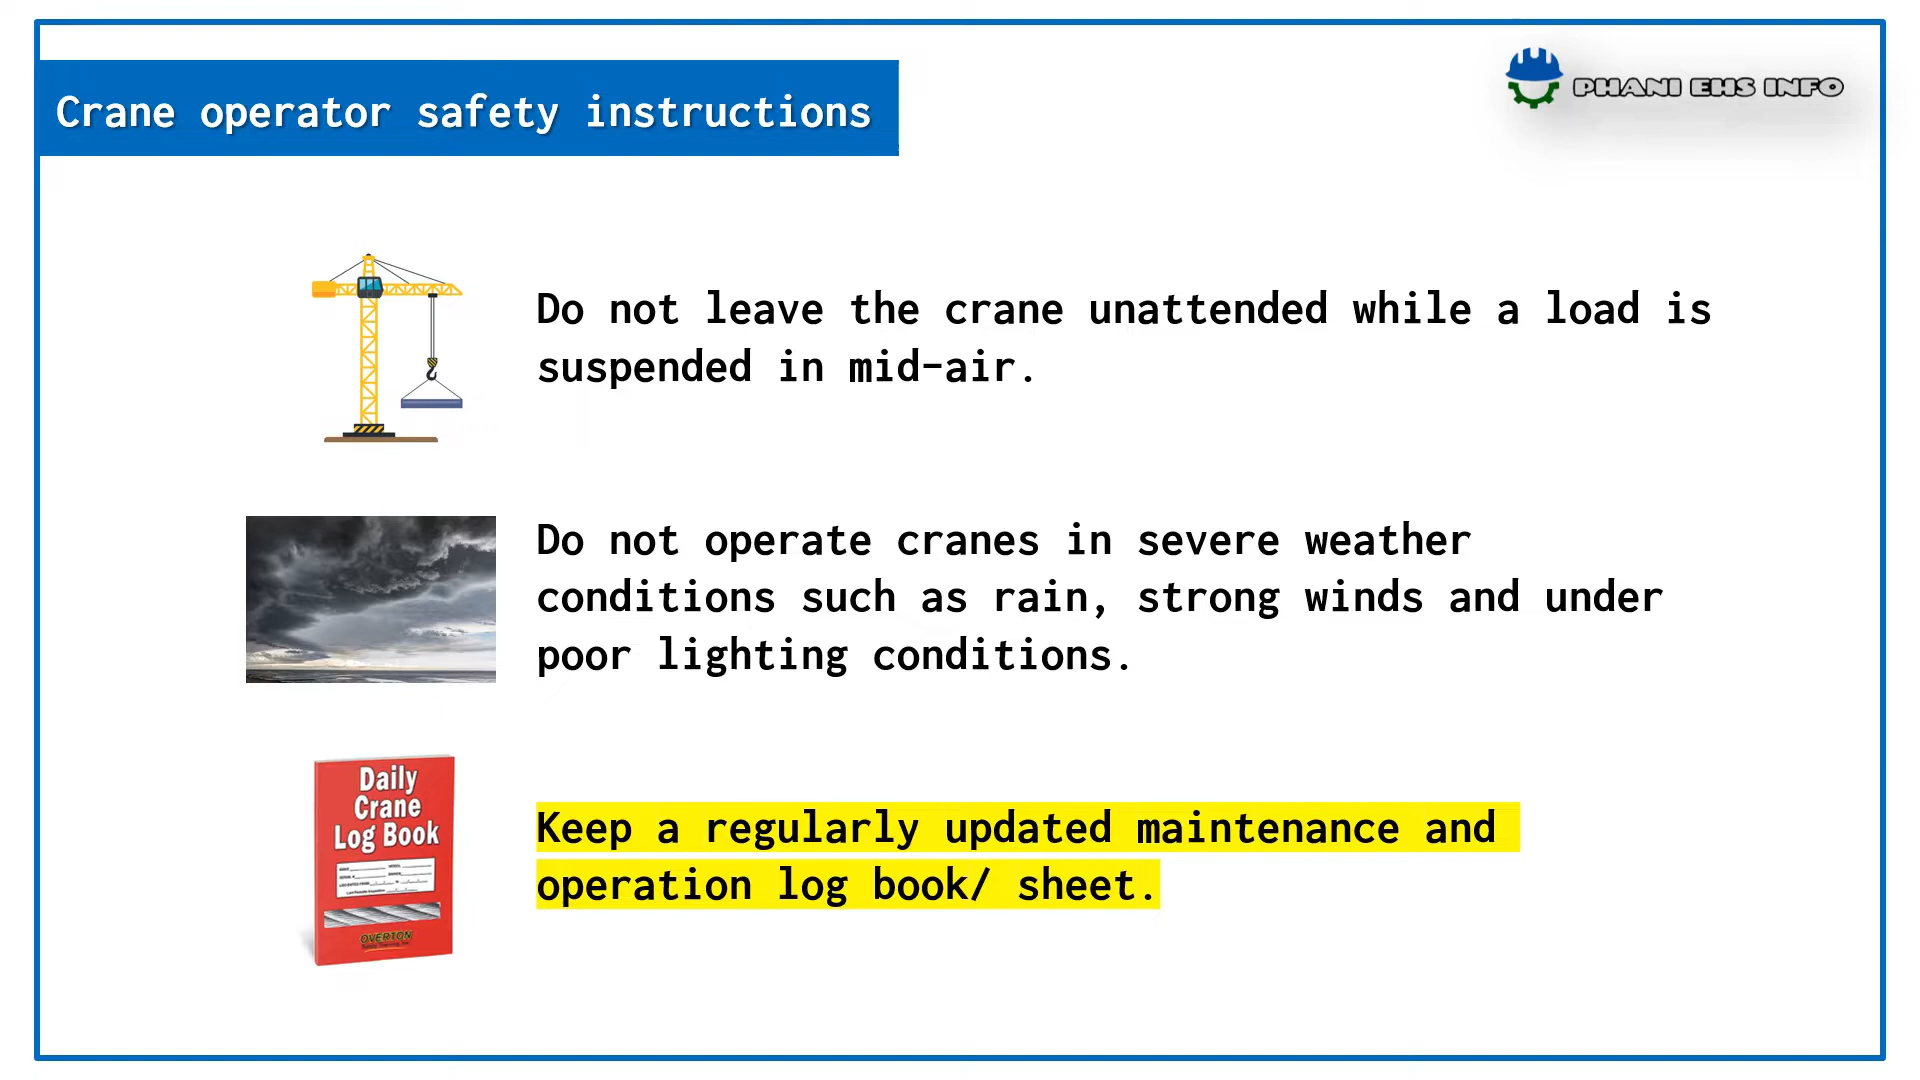 Crane operator safety instructions
PHANI EHS INFO
Do not leave the crane unattended while a load is
suspended in mid-air.
Do not operate cranes in severe weather
conditions such as rain, strong winds and under
poor lighting conditions.
Daily
Crane
Log Book
OVERTON
Keep a regularly updated maintenance and
operation log book/ sheet.